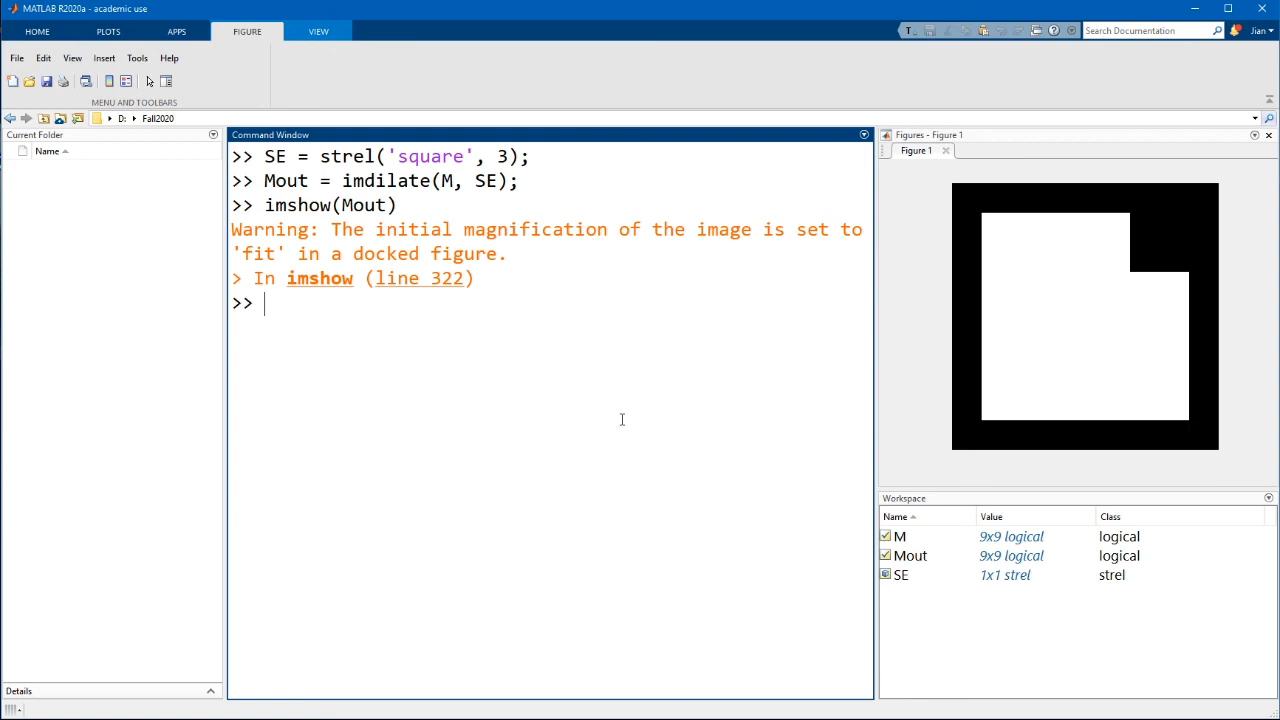 MATLAB R2020a - academic use
HOME PLOTS APPS FIGURE VIEW
Search Documentation
Jian
File Edit View Insert Tools Help
MENU AND TOOLBARS
D: Fall2020
Current Folder
Name
Command Window
>> SE = strel('square', 3);
>> Mout = imdilate(M, SE);
>> imshow(Mout)
Warning: The initial magnification of the image is set to
'fit' in a docked figure.
> In imshow (line 322)
>>
Figures - Figure 1
Figure 1
Workspace
Name Value Class
M 9x9 logical logical
Mout 9x9 logical logical
SE 1x1 strel strel
Details